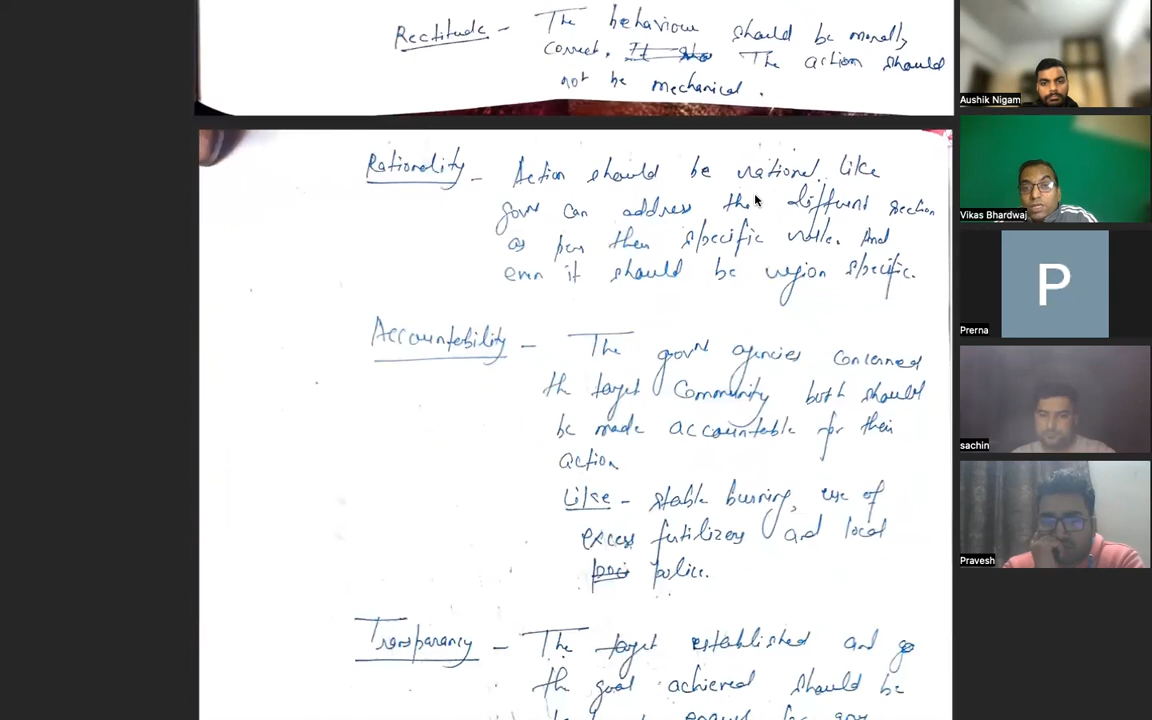 Rectitude - The behaviour should be morally
correct. The action should
not be mechanical.
Rationality - Action should be rational. Like
govt can address the different section
as per their specific role. And
even it should be region specific.
Accountability - The govt agencies concerned
the target community both should
be made accountable for their
action
Like - stable burning, use of
excess futilizers and local
police.
Transparancy - The target established and
the goal achieved should be
for any
Aushik Nigam
Vikas Bhardwaj
P
Prerna
sachin
Pravesh